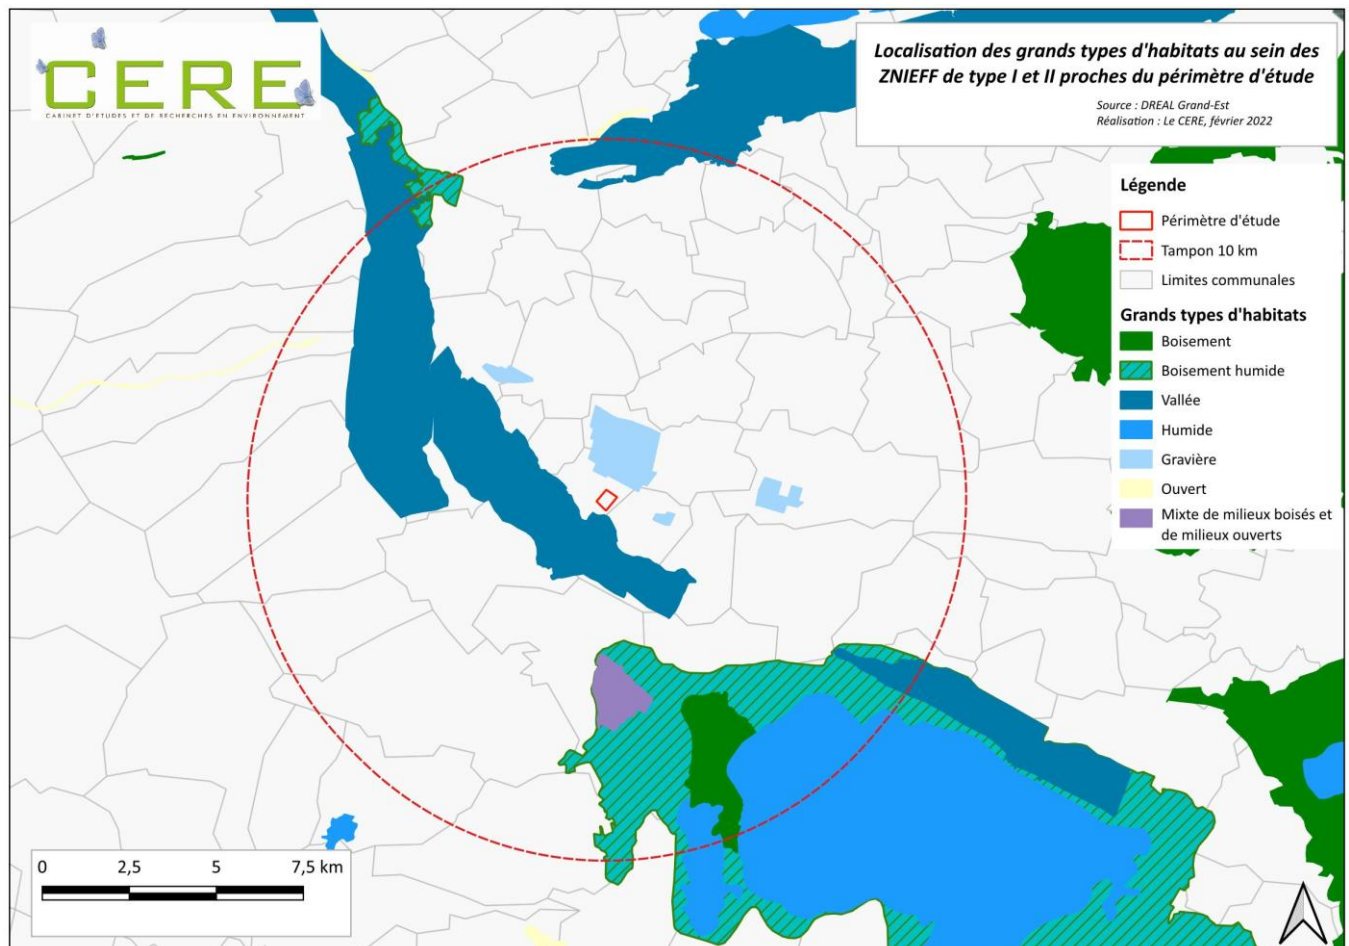 CERE
CABINET D'ETUDES ET DE RECHERCHES EN ENVIRONNEMENT
Localisation des grands types d'habitats au sein des
ZNIEFF de type I et II proches du périmètre d'étude
Source : DREAL Grand-Est
Réalisation : Le CERE, février 2022
Légende
Périmètre d'étude
Tampon 10 km
Limites communales
Grands types d'habitats
Boisement
Boisement humide
Vallée
Humide
Gravière
Ouvert
Mixte de milieux boisés et
de milieux ouverts
0 2,5 5 7,5 km